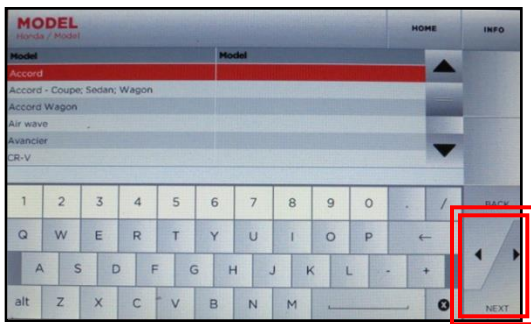 MODEL
Honda / Model
HOME
INFO
Model Model
Accord
Accord - Coupe; Sedan; Wagon
Accord Wagon
Air wave
Avancier
CR-V
1 2 3 4 5 6 7 8 9 0 . / BACK
Q W E R T Y U I O P ←
A S D F G H J K L - +
alt Z X C V B N M NEXT